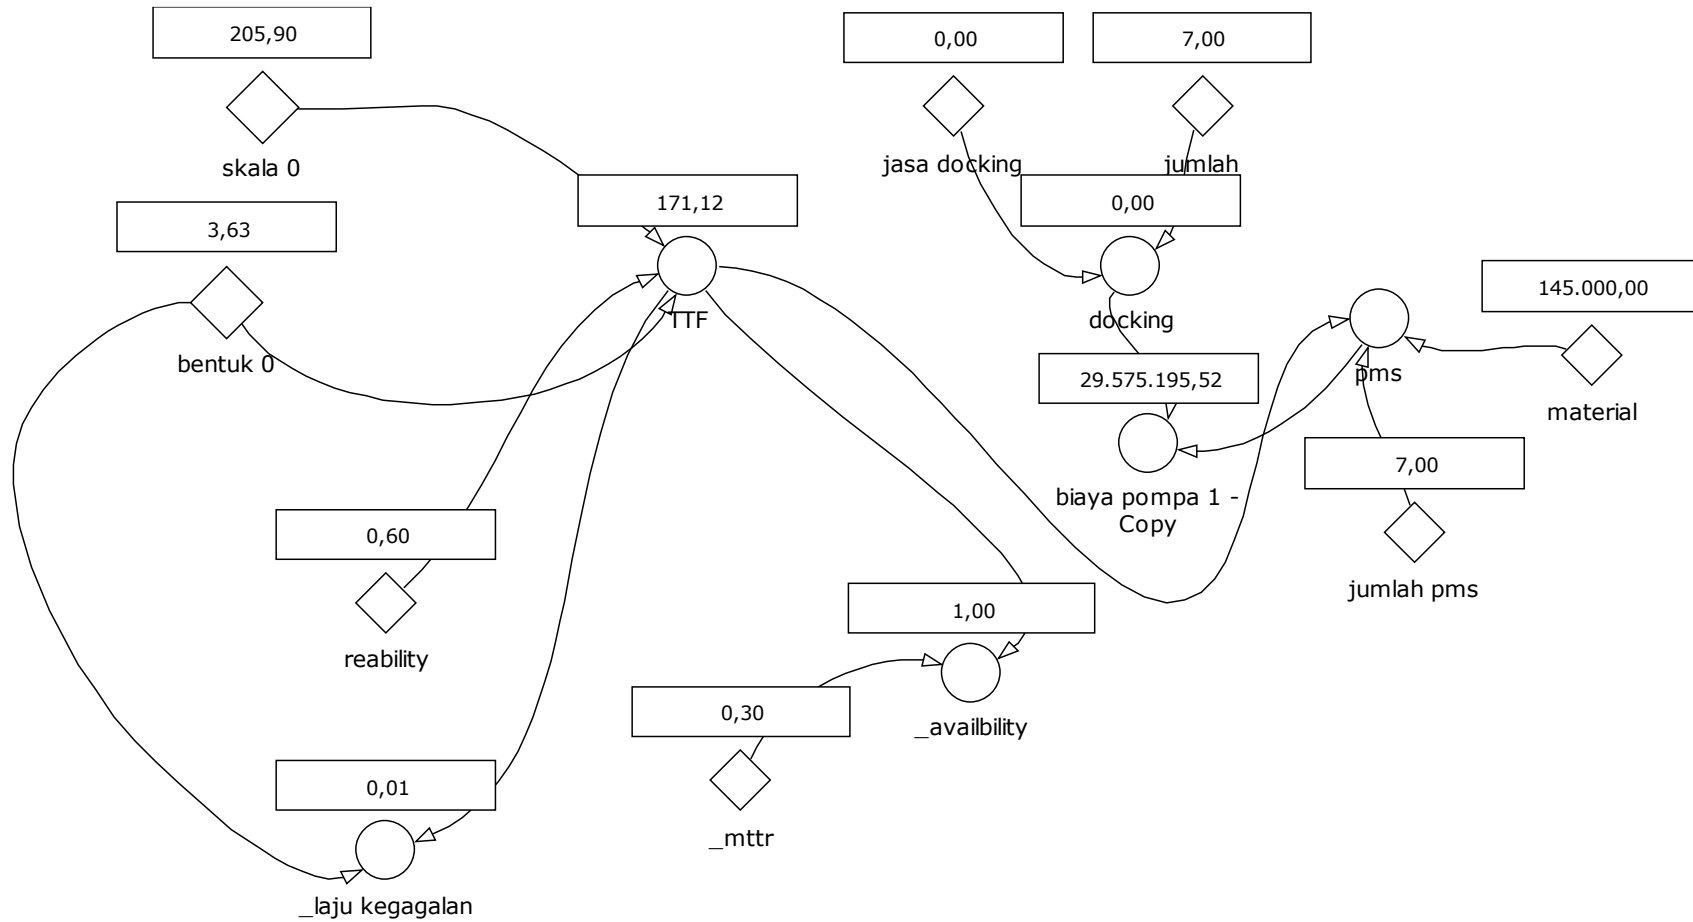 205,90
skala 0
3,63
bentuk 0
171,12
TTF
0,00
jasa docking
7,00
jumlah
0,00
docking
29.575.195,52
biaya pompa 1 -
Copy
pms
145.000,00
material
7,00
jumlah pms
0,60
reability
1,00
_availbility
0,30
_mttr
0,01
_laju kegagalan